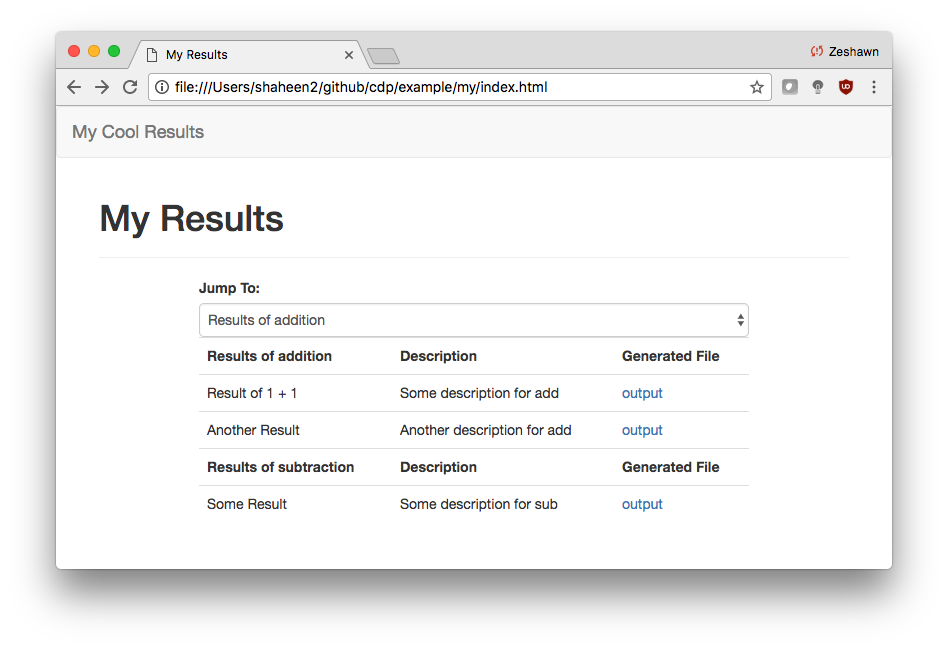 My Results
Zeshawn
file:///Users/shaheen2/github/cdp/example/my/index.html
My Cool Results
My Results
Jump To:
Results of addition
Results of addition Description Generated File
Result of 1 + 1 Some description for add output
Another Result Another description for add output
Results of subtraction Description Generated File
Some Result Some description for sub output